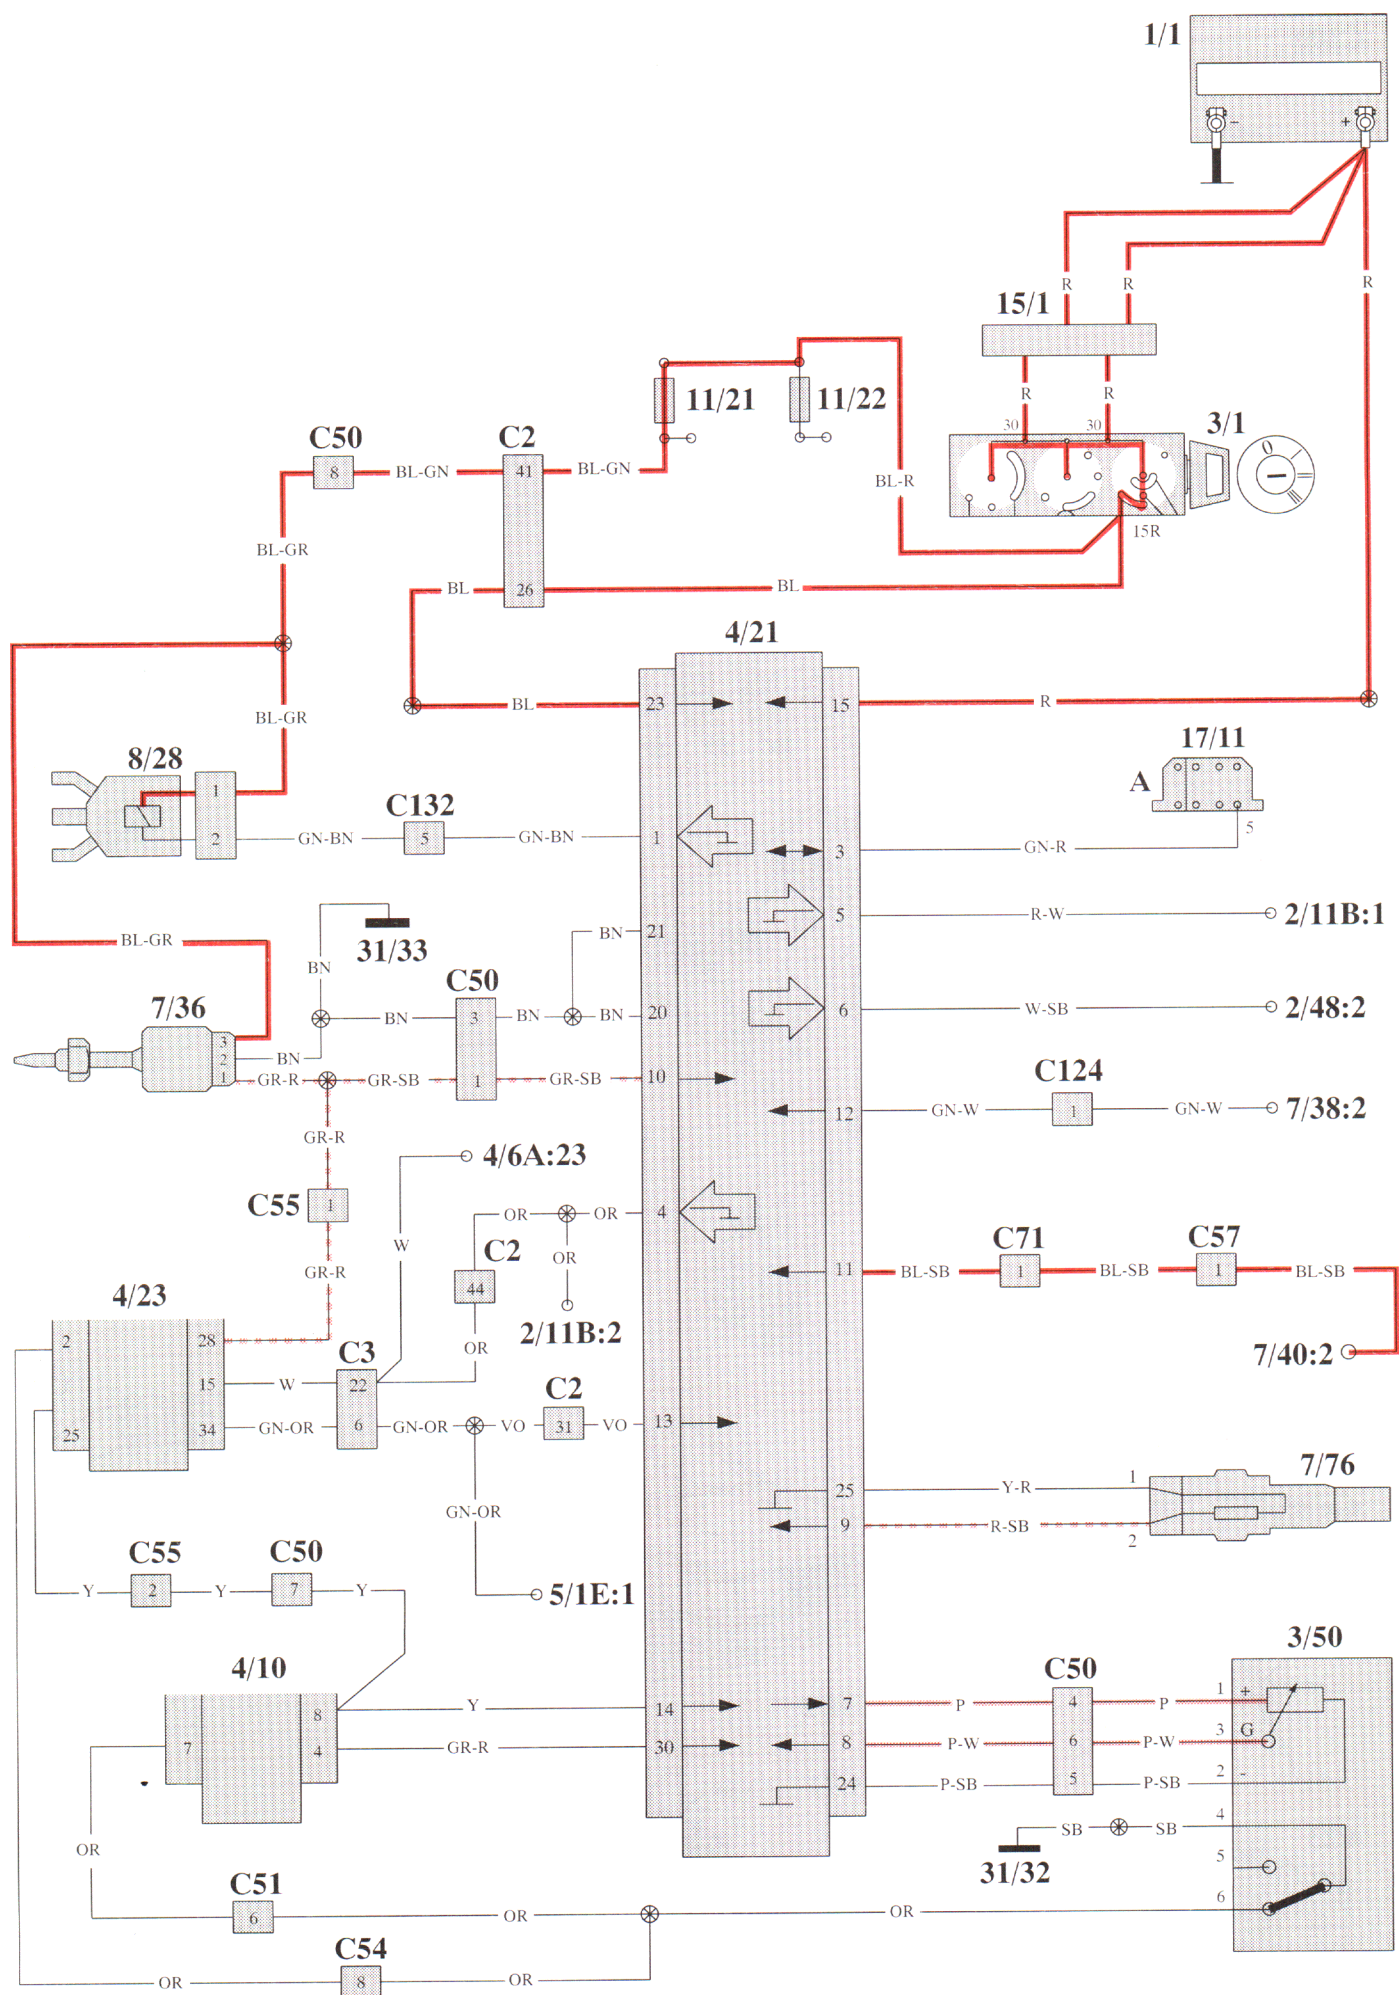 1/1
- +
R R R
15/1
R R
11/21 11/22
30 30 3/1
0 I II III
C50 C2
8 BL-GN 41 BL-GN
BL-R
15R
BL-GR
BL 26 BL
4/21
23 BL
15 R
BL-GR
17/11
A
5
8/28
1
2 GN-BN
C132
5 GN-BN 1
3 GN-R
5 R-W 2/11B:1
31/33
BN 21
BL-GR
BN
C50
7/36
3
2 BN
1 GR-R
BN 3 BN BN 20
GR-SB 1 GR-SB 10
6 W-SB 2/48:2
C124
12 GN-W 1 GN-W 7/38:2
GR-R
4/6A:23
C55 1
W
OR OR 4
C2
OR
44
2/11B:2
OR
GR-R
C71 C57
11 BL-SB 1 BL-SB 1 BL-SB
7/40:2
4/23
2 28
C3
15 W 22
25 34 GN-OR 6 GN-OR
C2
VO 31 VO 13
GN-OR
5/1E:1
7/76
25 Y-R 1
9 R-SB 2
C55 C50
Y 2 Y 7 Y
4/10
7 8 Y 14
4 GR-R 30
3/50
C50
7 P 4 P 1 +
8 P-W 6 P-W 3 G
24 P-SB 5 P-SB 2 -
SB SB 4
31/32
5
6
OR
C51
6 OR OR
C54
OR 8 OR